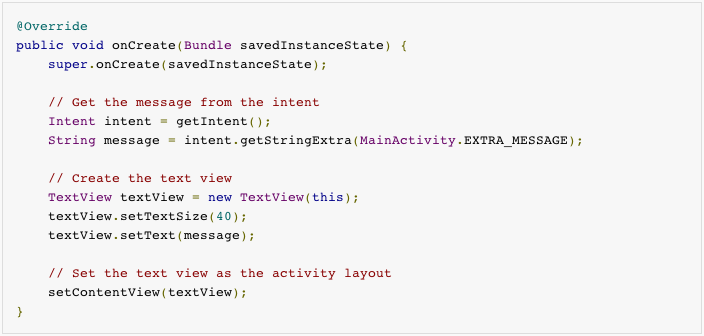 @Override
public void onCreate(Bundle savedInstanceState) {
    super.onCreate(savedInstanceState);

    // Get the message from the intent
    Intent intent = getIntent();
    String message = intent.getStringExtra(MainActivity.EXTRA_MESSAGE);

    // Create the text view
    TextView textView = new TextView(this);
    textView.setTextSize(40);
    textView.setText(message);

    // Set the text view as the activity layout
    setContentView(textView);
}